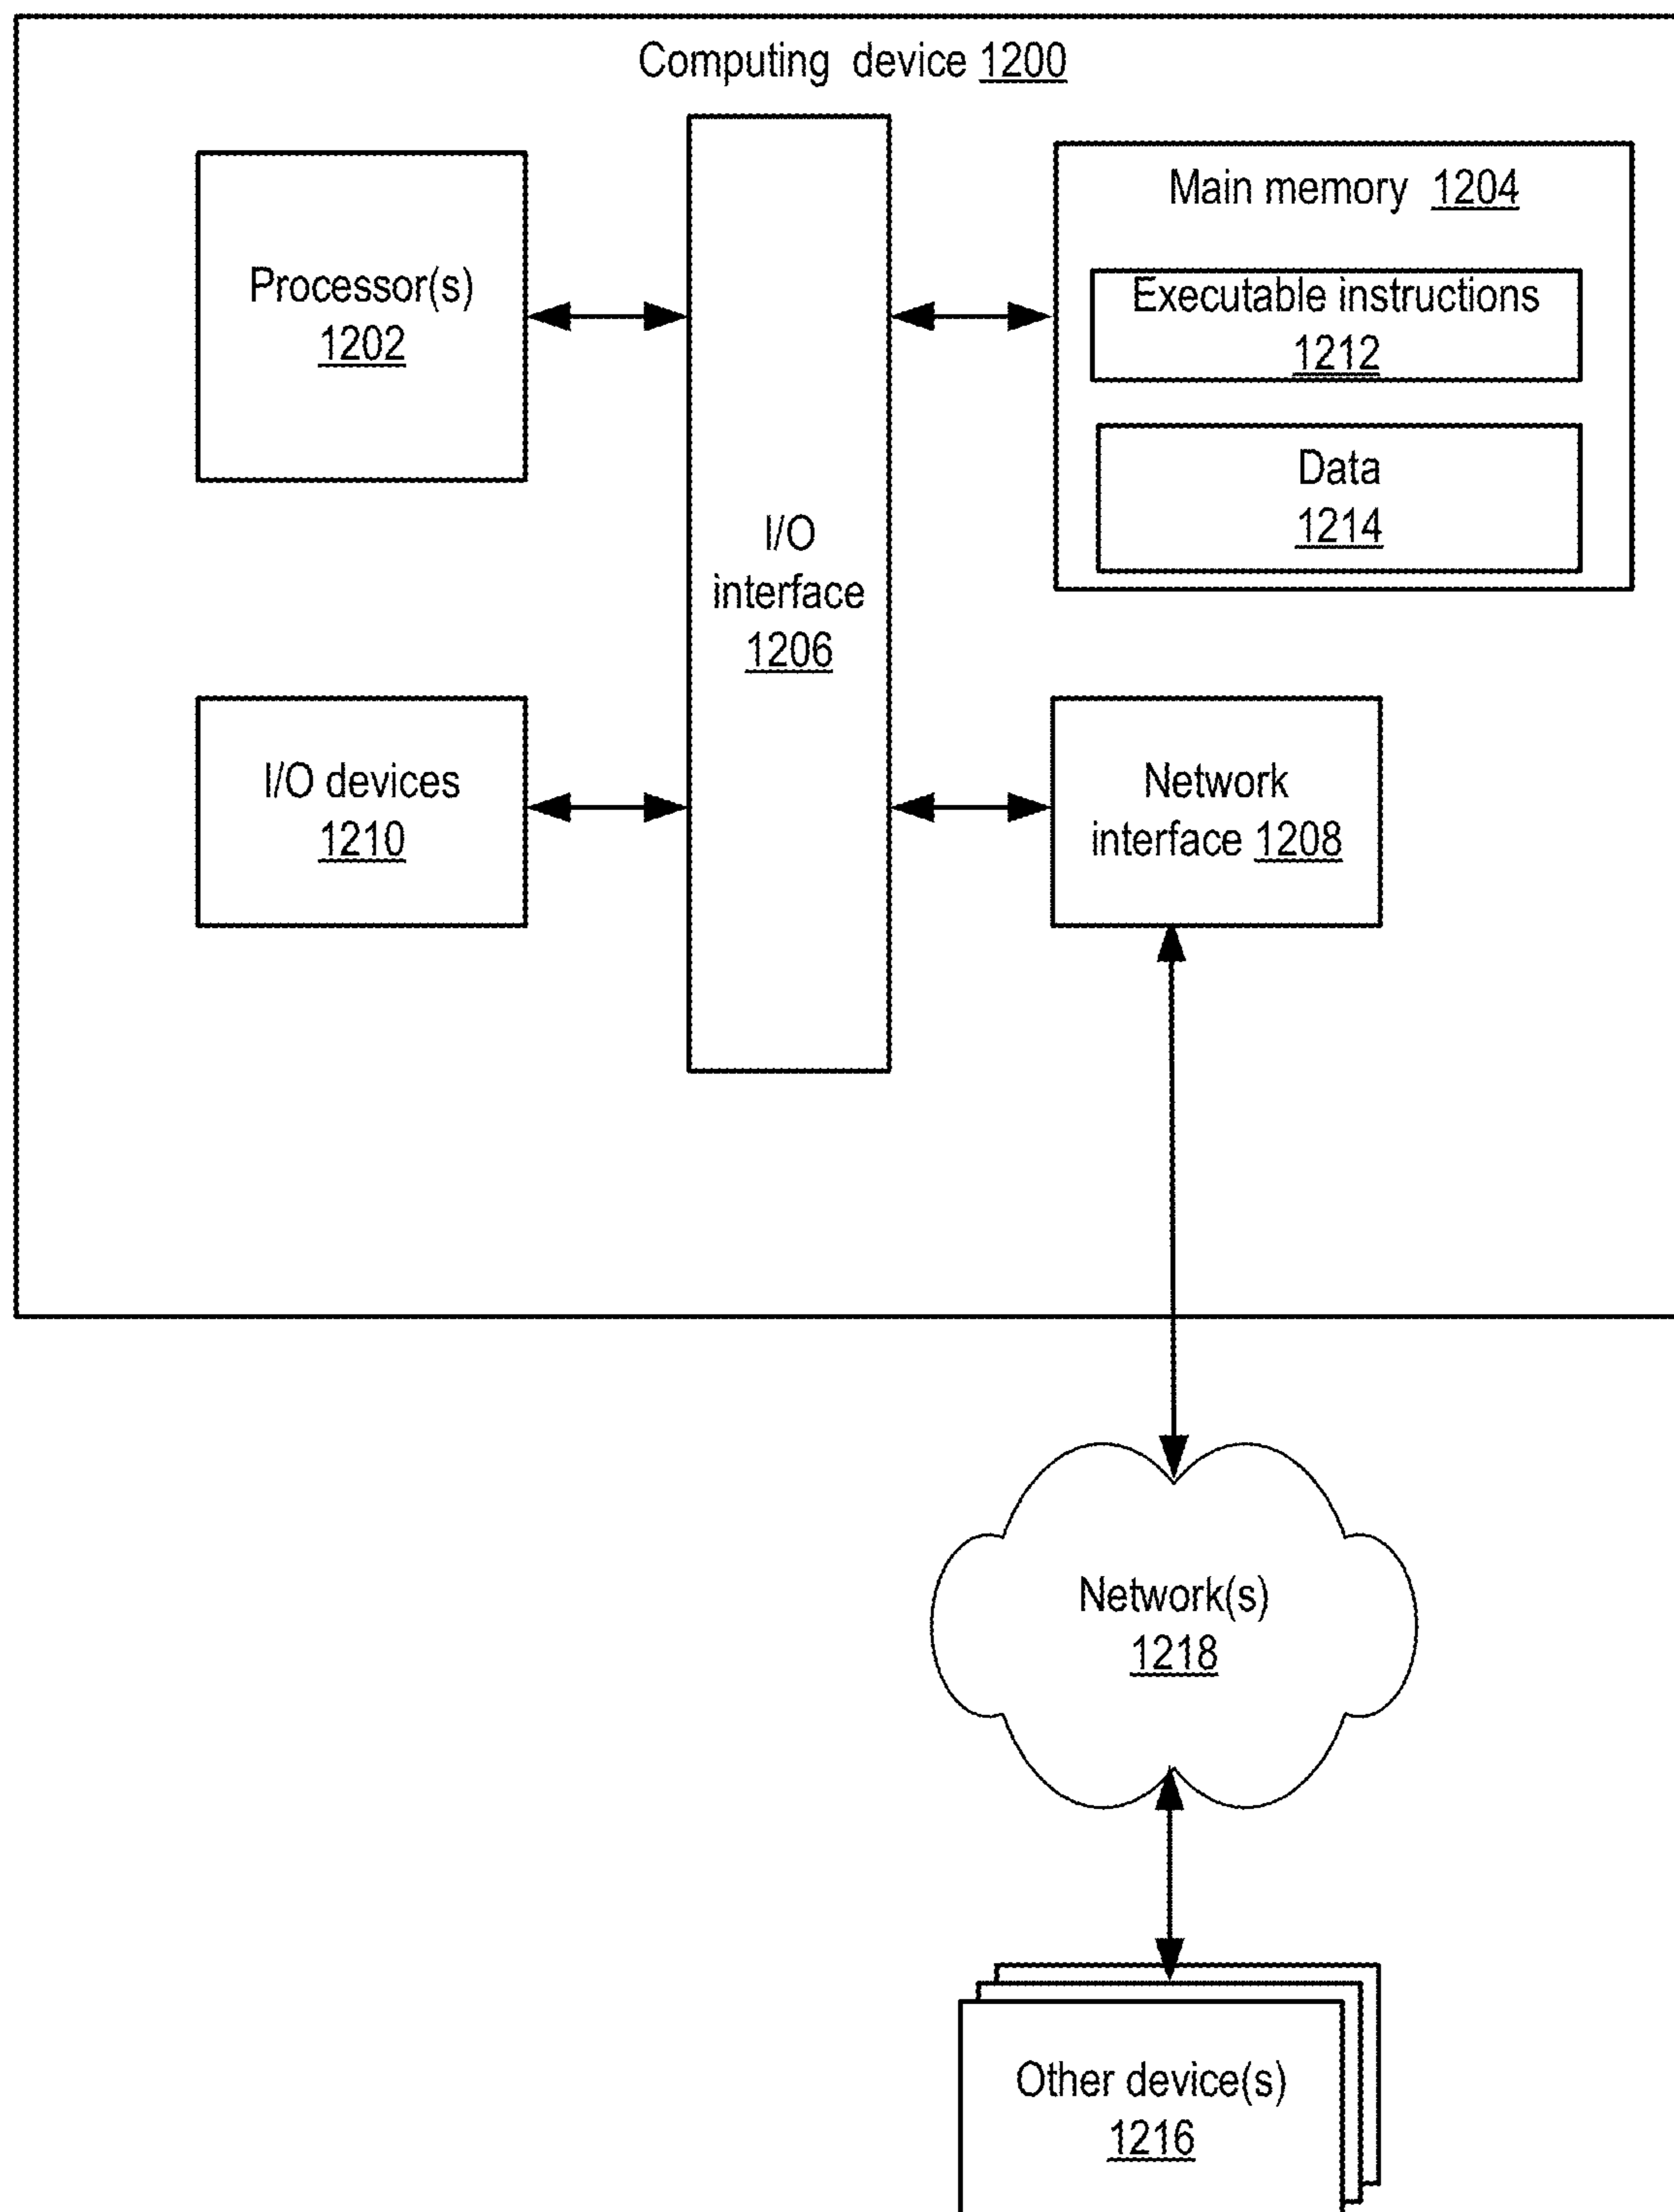 Computing device 1200
Processor(s)
1202
I/O
interface
1206
Main memory 1204
Executable instructions
1212
Data
1214
I/O devices
1210
Network
interface 1208
Network(s)
1218
Other device(s)
1216